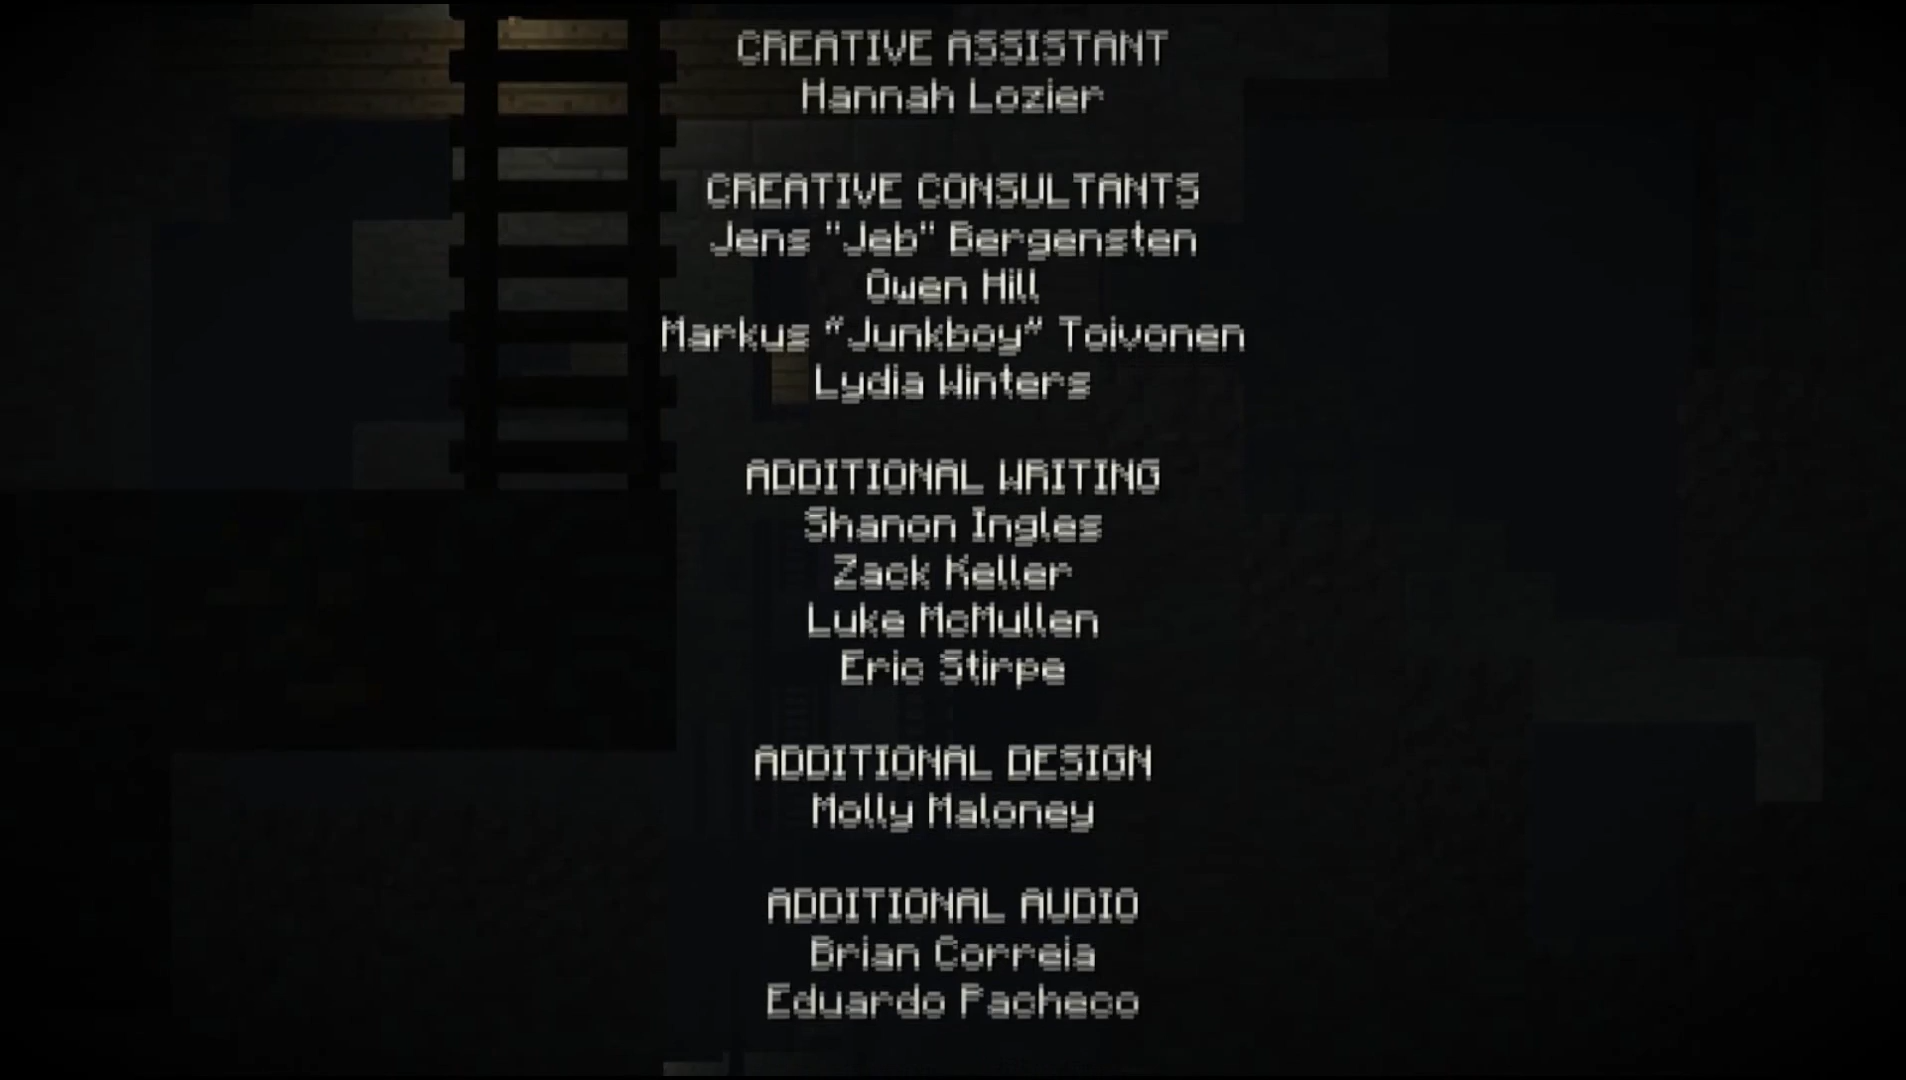 CREATIVE ASSISTANT
Hannah Lozier
CREATIVE CONSULTANTS
Jens "Jeb" Bergensten
Owen Hill
Markus “Junkboy” Toivonen
Lydia Winters
ADDITIONAL WRITING
Shanon Ingles
Zack Keller
Luke McMullen
Eric Stirpe
ADDITIONAL DESIGN
Molly Maloney
ADDITIONAL AUDIO
Brian Correia
Eduardo Pacheco